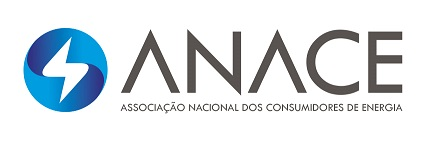 ANACE
ASSOCIAÇÃO NACIONAL DOS CONSUMIDORES DE ENERGIA